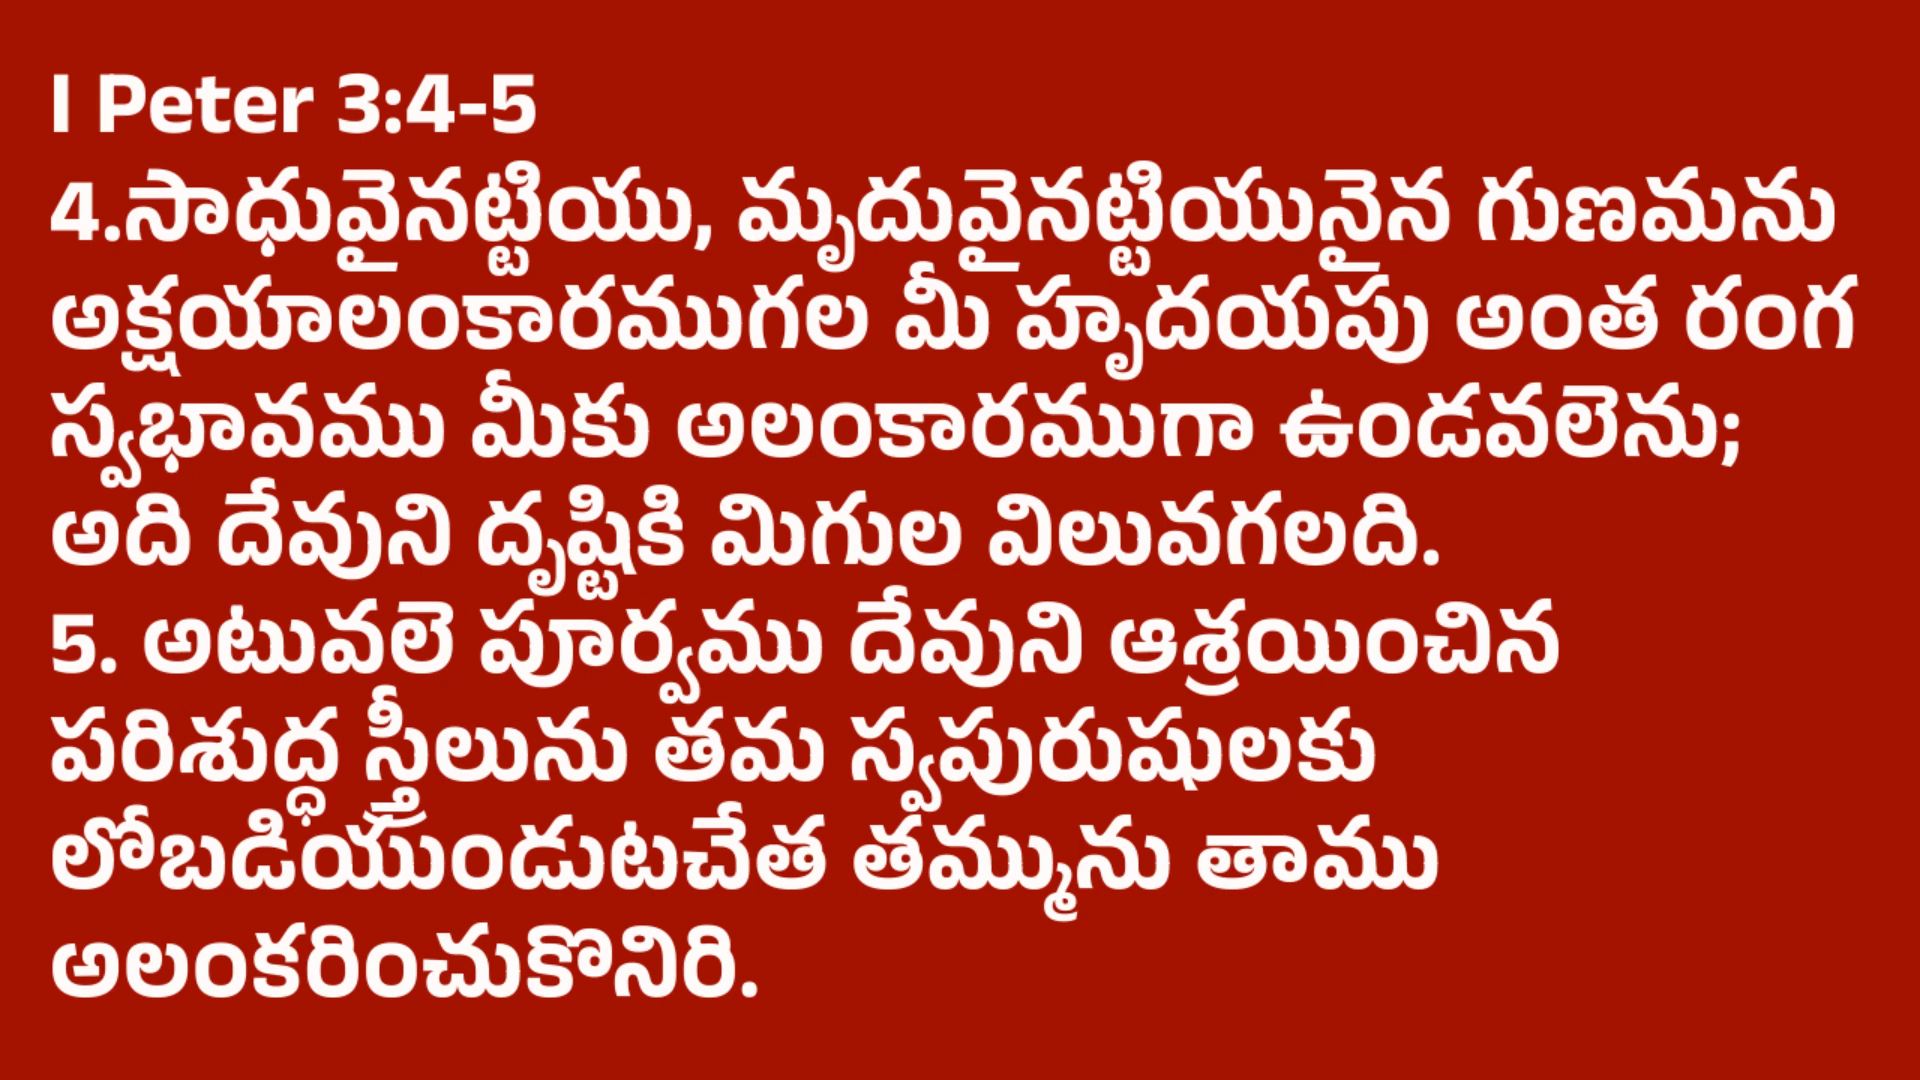 I Peter 3:4-5
4.సాధువైనట్టియు, మృదువైనట్టియునైన గుణమను
అక్షయాలంకారముగల మీ హృదయపు అంత రంగ
స్వభావము మీకు అలంకారముగా ఉండవలెను;
అది దేవుని దృష్టికి మిగుల విలువగలది.
5. అటువలె పూర్వము దేవుని ఆశ్రయించిన
పరిశుద్ధ స్త్రీలును తమ స్వపురుషులకు
లోబడియుండుటచేత తమ్మును తాము
అలంకరించుకొనిరి.